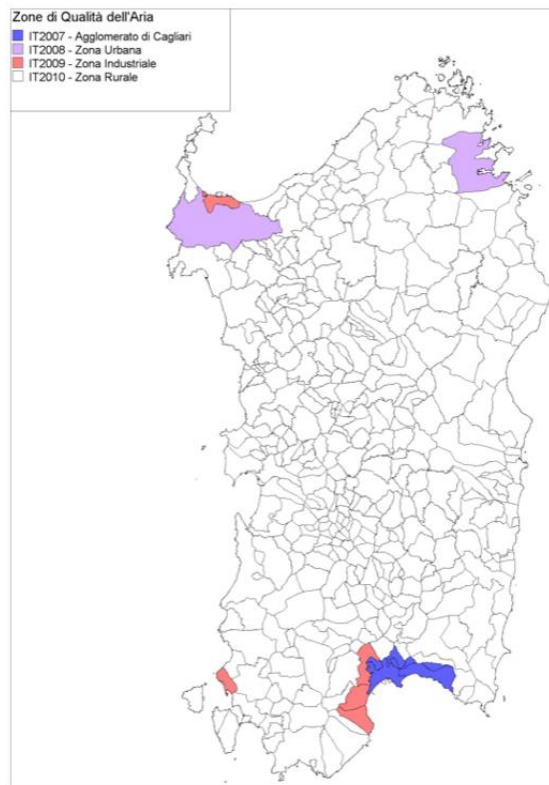 Zone di Qualità dell'Aria
IT2007 - Agglomerato di Cagliari
IT2008 - Zona Urbana
IT2009 - Zona Industriale
IT2010 - Zona Rurale